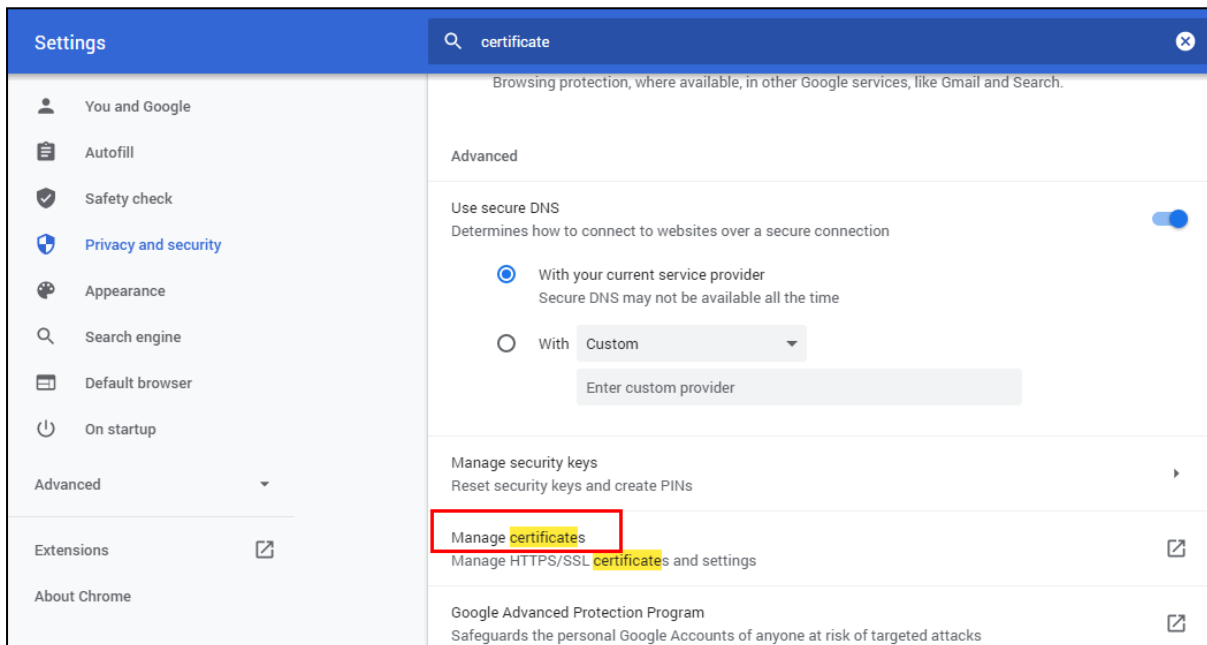 Settings
certificate
You and Google
Autofill
Safety check
Privacy and security
Appearance
Search engine
Default browser
On startup
Advanced
Extensions
About Chrome
Browsing protection, where available, in other Google services, like Gmail and Search.
Advanced
Use secure DNS
Determines how to connect to websites over a secure connection
With your current service provider
Secure DNS may not be available all the time
With Custom
Enter custom provider
Manage security keys
Reset security keys and create PINs
Manage certificates
Manage HTTPS/SSL certificates and settings
Google Advanced Protection Program
Safeguards the personal Google Accounts of anyone at risk of targeted attacks